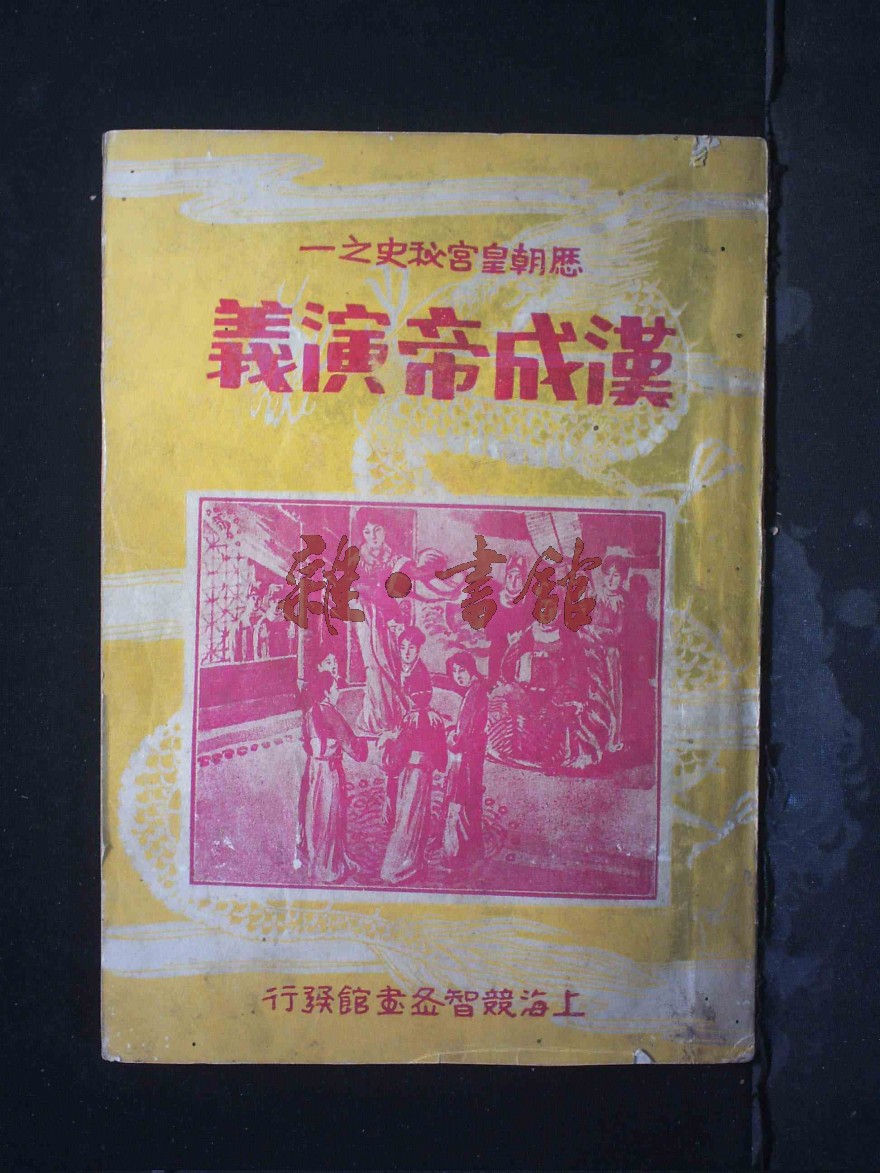 歷朝皇宮秘史之一
漢成帝演義
雜·書館
上海競智圖畫館發行